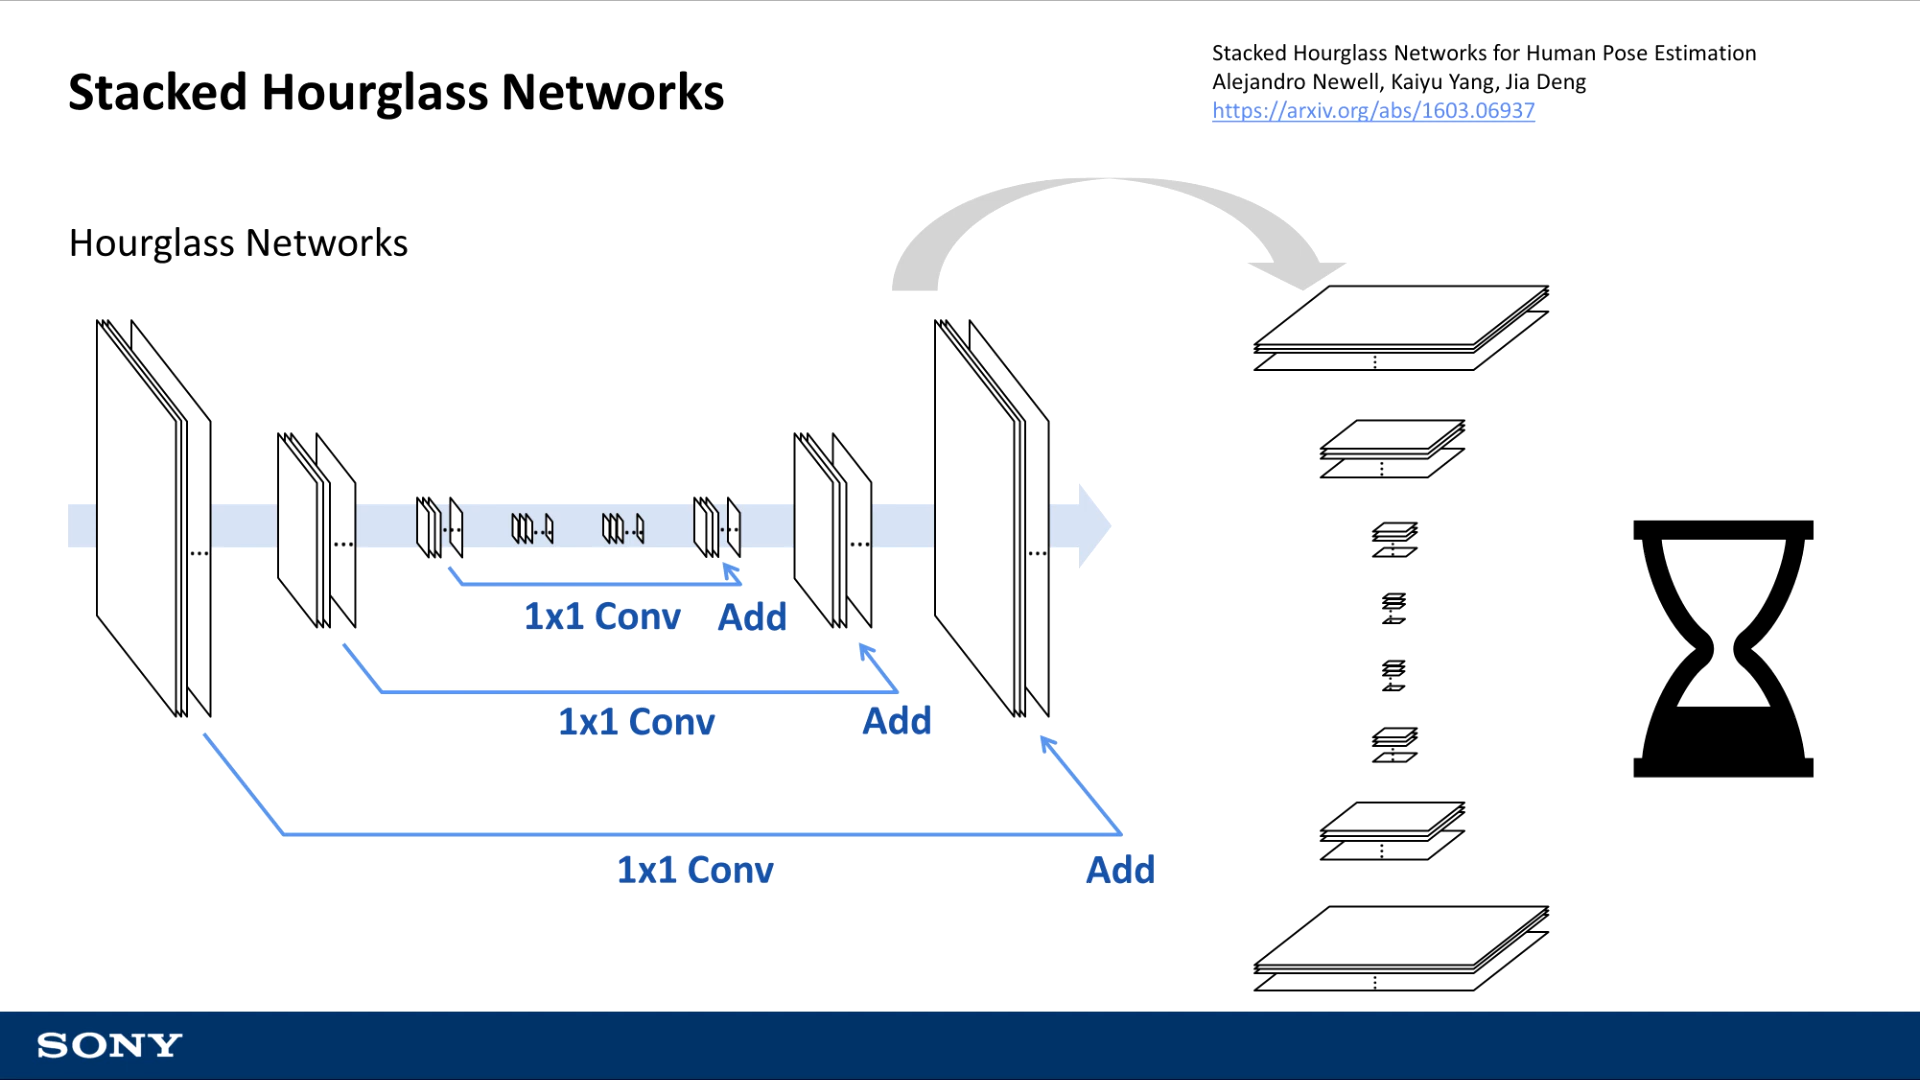 Stacked Hourglass Networks
Stacked Hourglass Networks for Human Pose Estimation
Alejandro Newell, Kaiyu Yang, Jia Deng
https://arxiv.org/abs/1603.06937
Hourglass Networks
1x1 Conv Add
1x1 Conv Add
1x1 Conv Add
SONY